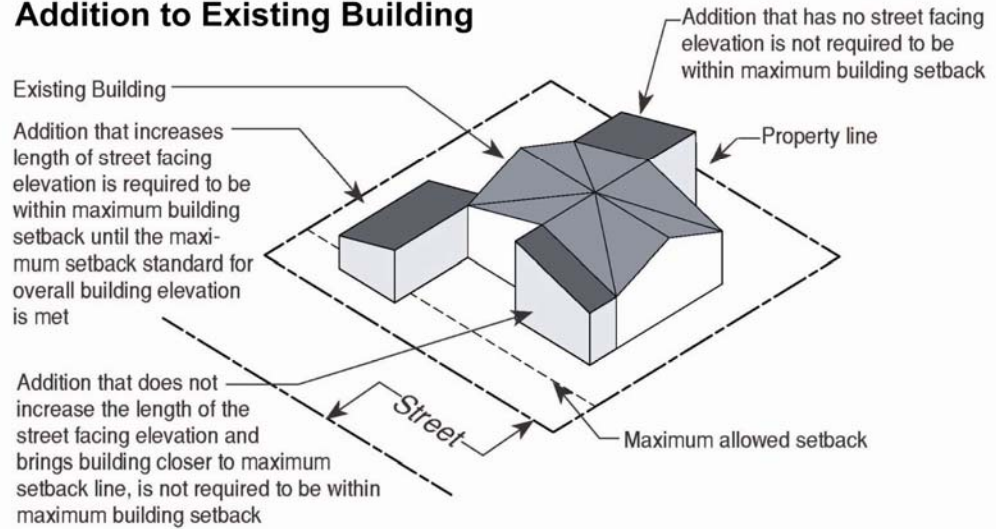 Addition to Existing Building
Addition that has no street facing
elevation is not required to be
within maximum building setback
Existing Building
Addition that increases
length of street facing
elevation is required to be
within maximum building
setback until the maxi-
mum setback standard for
overall building elevation
is met
Property line
Addition that does not
increase the length of the
street facing elevation and
brings building closer to maximum
setback line, is not required to be within
maximum building setback
Street
Maximum allowed setback